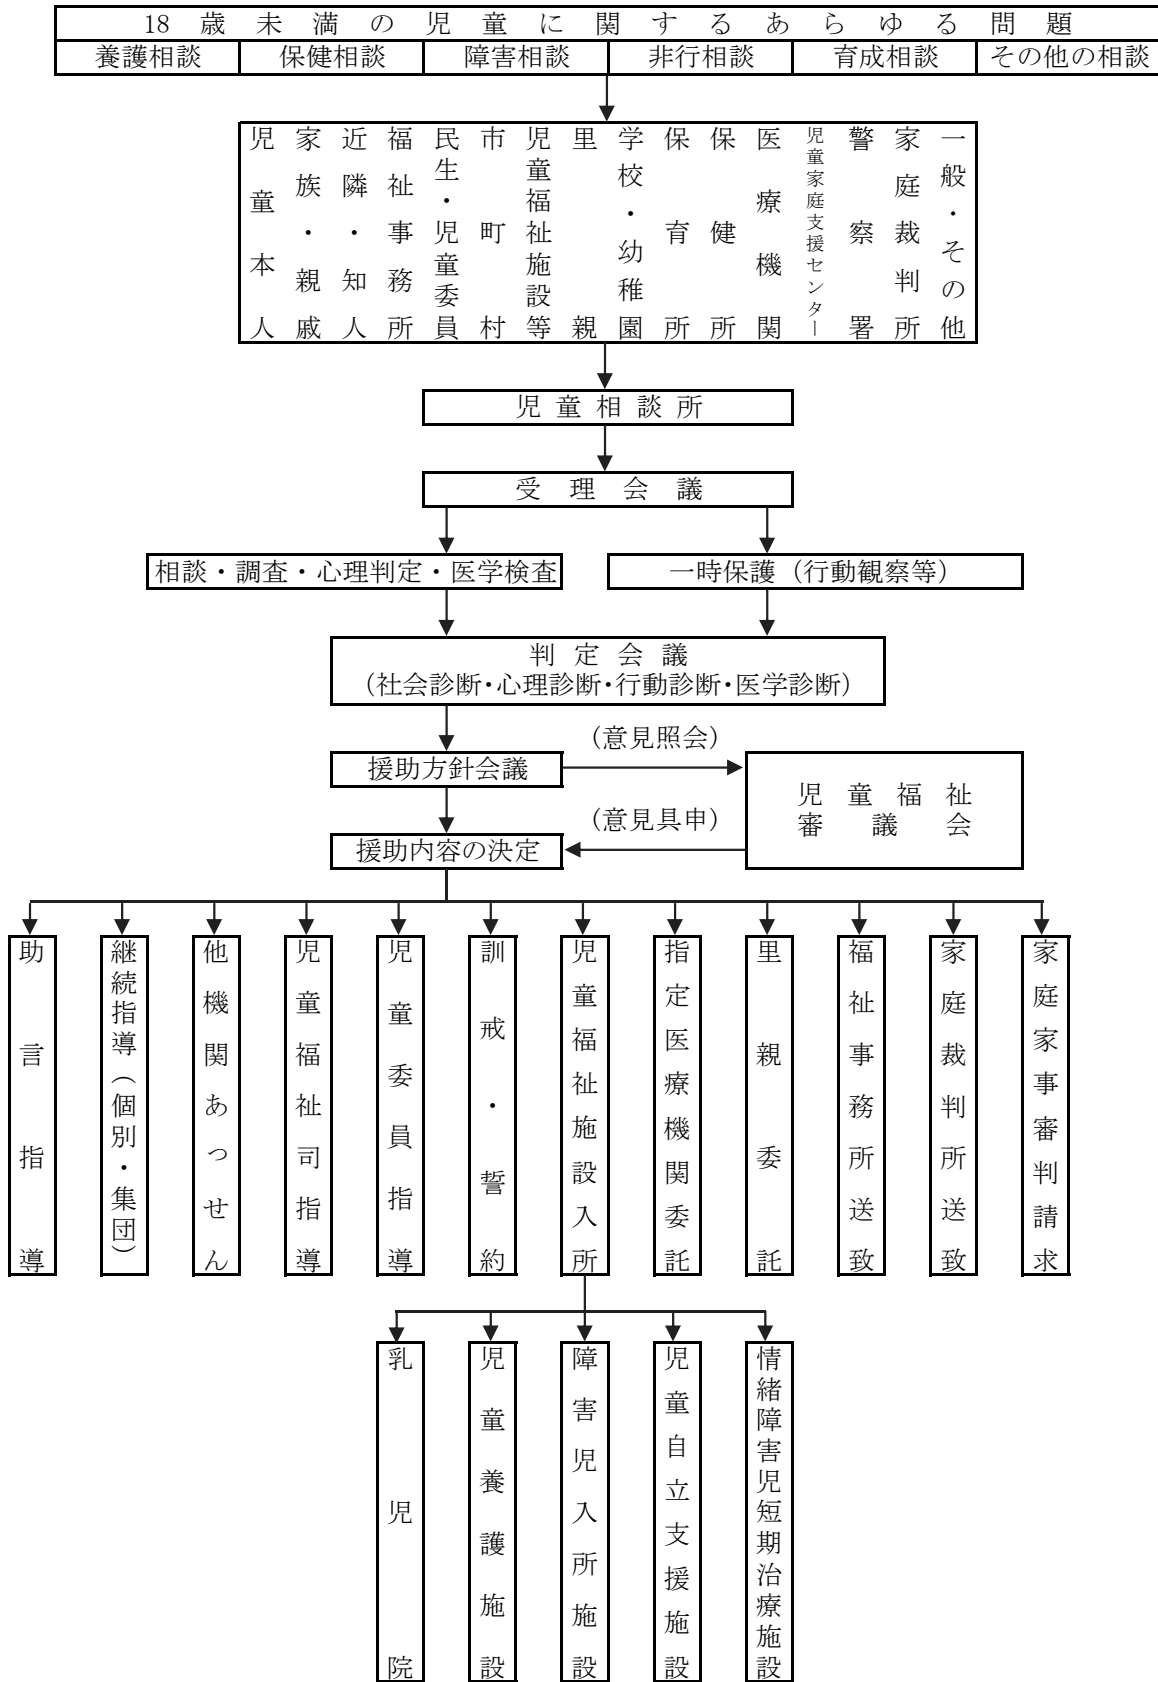 18歳未満の児童に関するあらゆる問題
養護相談
保健相談
障害相談
非行相談
育成相談
その他の相談
児童本人
家族・親戚
近隣・知人
福祉事務所
民生・児童委員
市町村
児童福祉施設等
里親
学校・幼稚園
保育所
保健所
医療機関
児童家庭支援センター
警察署
家庭裁判所
一般・その他
児童相談所
受理会議
相談・調査・心理判定・医学検査
一時保護（行動観察等）
判定会議
（社会診断・心理診断・行動診断・医学診断）
（意見照会）
援助方針会議
児童福祉
審議会
（意見具申）
援助内容の決定
助言指導
継続指導（個別・集団）
他機関あっせん
児童福祉司指導
児童委員指導
訓戒・誓約
児童福祉施設入所
指定医療機関委託
里親委託
福祉事務所送致
家庭裁判所送致
家庭家事審判請求
乳児院
児童養護施設
障害児入所施設
児童自立支援施設
情緒障害児短期治療施設